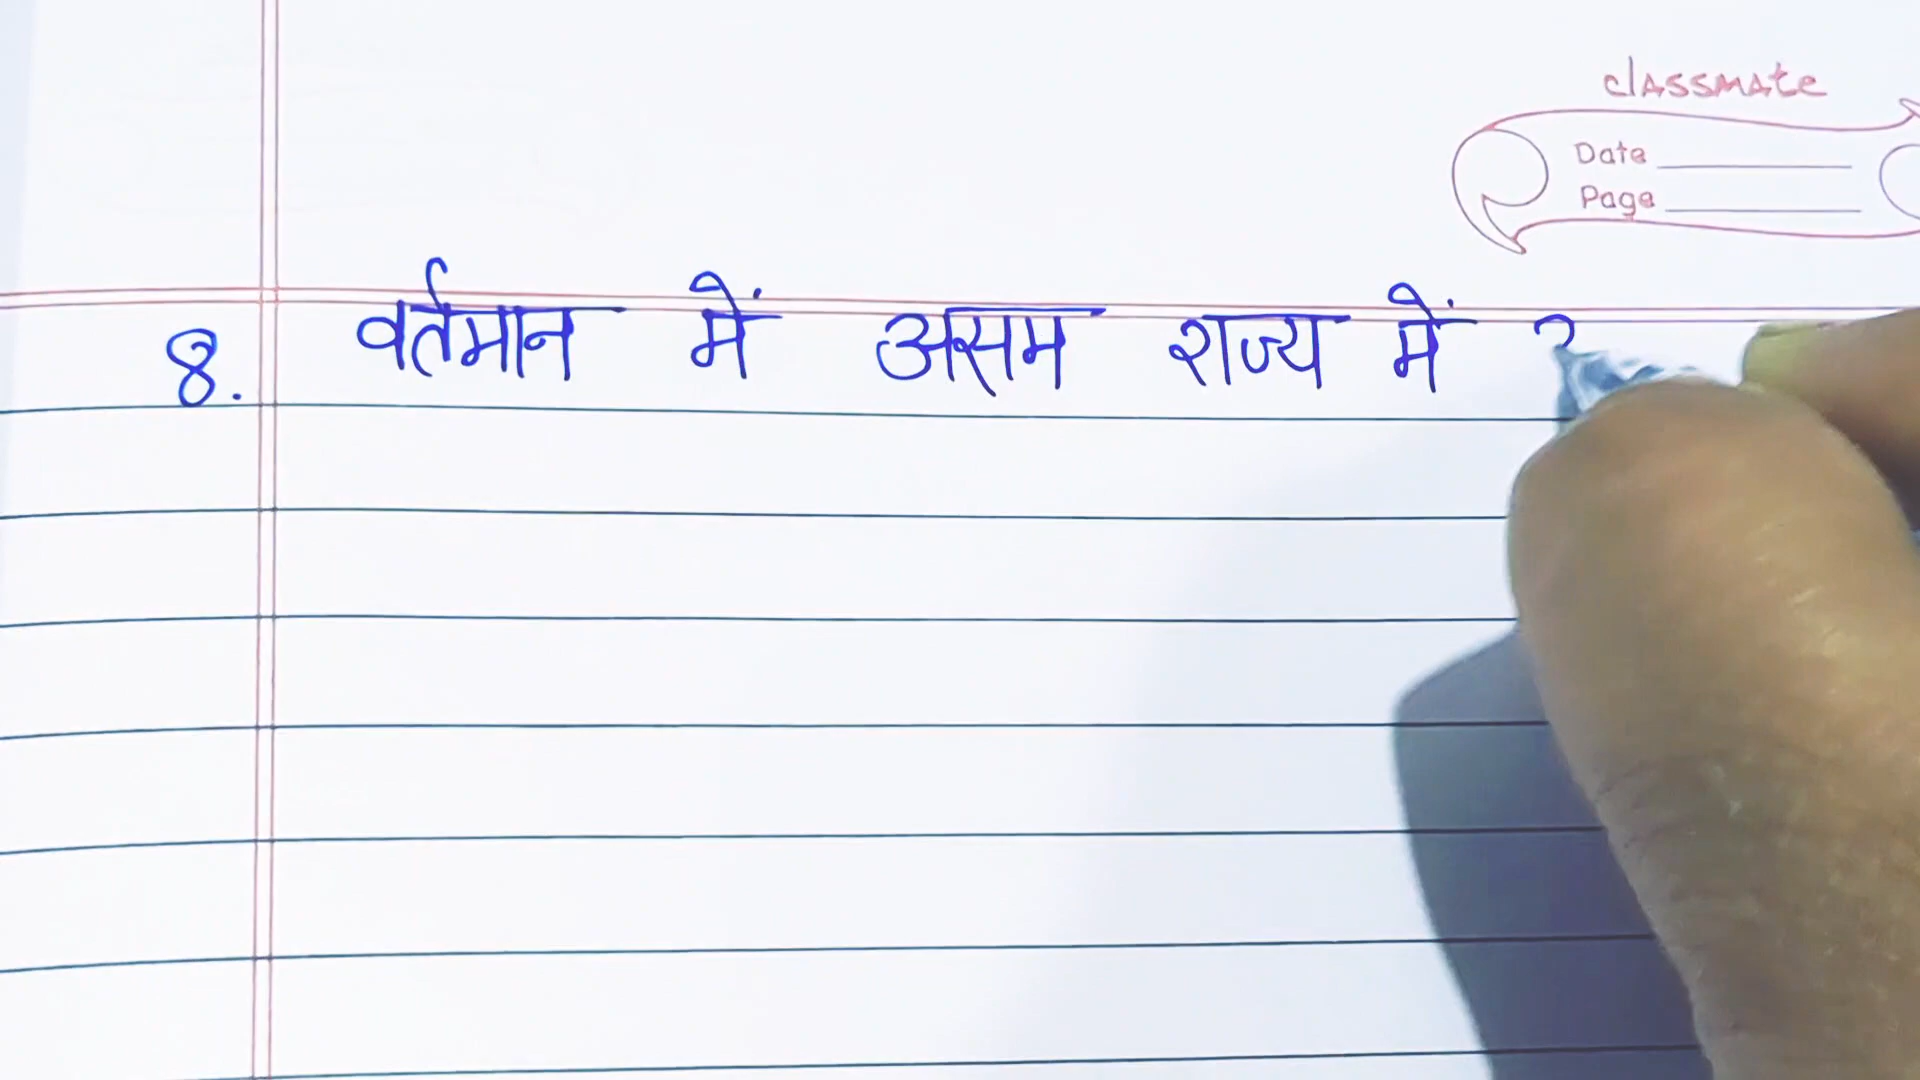 classmate
Date
Page
8. वर्तमान में असम राज्य में